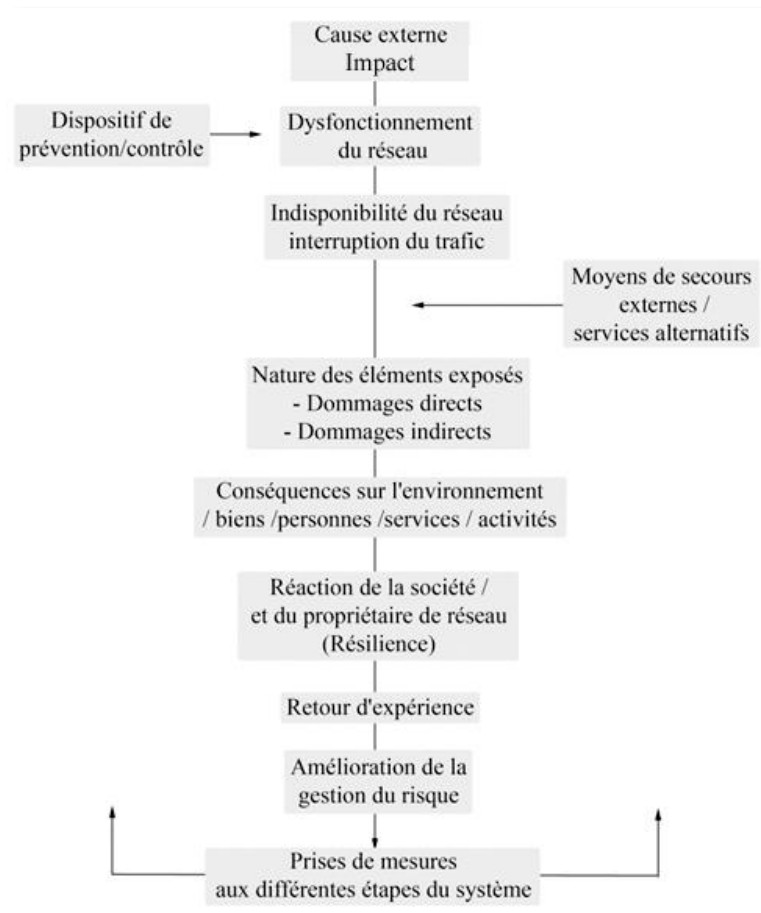 Cause externe
Impact
Dispositif de
prévention/contrôle
Dysfonctionnement
du réseau
Indisponibilité du réseau
interruption du trafic
Moyens de secours
externes /
services alternatifs
Nature des éléments exposés
- Dommages directs
- Dommages indirects
Conséquences sur l'environnement
/ biens /personnes /services / activités
Réaction de la société /
et du propriétaire de réseau
(Résilience)
Retour d'expérience
Amélioration de la
gestion du risque
Prises de mesures
aux différentes étapes du système